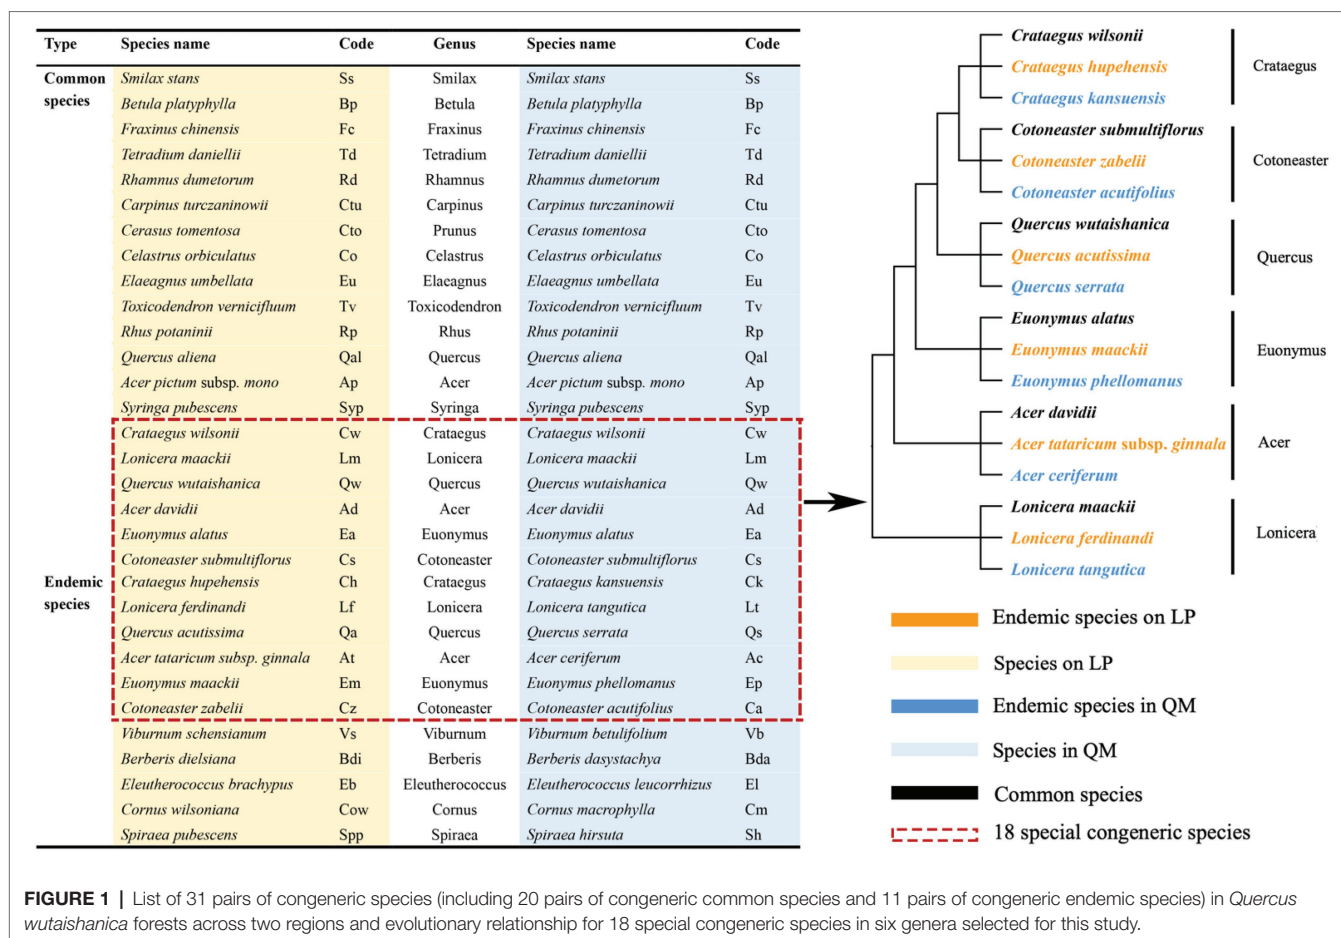 Type Species name Code Genus Species name Code
Common species Smilax stans Ss Smilax Smilax stans Ss
Betula platyphylla Bp Betula Betula platyphylla Bp
Fraxinus chinensis Fc Fraxinus Fraxinus chinensis Fc
Tetradium daniellii Td Tetradium Tetradium daniellii Td
Rhamnus dumetorum Rd Rhamnus Rhamnus dumetorum Rd
Carpinus turczaninowii Ctu Carpinus Carpinus turczaninowii Ctu
Cerasus tomentosa Cto Prunus Cerasus tomentosa Cto
Celastrus orbiculatus Co Celastrus Celastrus orbiculatus Co
Elaeagnus umbellata Eu Elaeagnus Elaeagnus umbellata Eu
Toxicodendron vernicifluum Tv Toxicodendron Toxicodendron vernicifluum Tv
Rhus potaninii Rp Rhus Rhus potaninii Rp
Quercus aliena Qal Quercus Quercus aliena Qal
Acer pictum subsp. mono Ap Acer Acer pictum subsp. mono Ap
Syringa pubescens Syp Syringa Syringa pubescens Syp
Crataegus wilsonii Cw Crataegus Crataegus wilsonii Cw
Lonicera maackii Lm Lonicera Lonicera maackii Lm
Quercus wutaishanica Qw Quercus Quercus wutaishanica Qw
Acer davidii Ad Acer Acer davidii Ad
Euonymus alatus Ea Euonymus Euonymus alatus Ea
Cotoneaster submultiflorus Cs Cotoneaster Cotoneaster submultiflorus Cs
Endemic species Crataegus hupehensis Ch Crataegus Crataegus kansuensis Ck
Lonicera ferdinandi Lf Lonicera Lonicera tangutica Lt
Quercus acutissima Qa Quercus Quercus serrata Qs
Acer tataricum subsp. ginnala At Acer Acer ceriferum Ac
Euonymus maackii Em Euonymus Euonymus phellomanus Ep
Cotoneaster zabelii Cz Cotoneaster Cotoneaster acutifolius Ca
Viburnum schensianum Vs Viburnum Viburnum betulifolium Vb
Berberis dielsiana Bdi Berberis Berberis dasystachya Bda
Eleutherococcus brachypus Eb Eleutherococcus Eleutherococcus leucorrhizus El
Cornus wilsoniana Cow Cornus Cornus macrophylla Cm
Spiraea pubescens Spp Spiraea Spiraea hirsuta Sh
Crataegus wilsonii
Crataegus hupehensis
Crataegus kansuensis
Crataegus
Cotoneaster submultiflorus
Cotoneaster zabelii
Cotoneaster acutifolius
Cotoneaster
Quercus wutaishanica
Quercus acutissima
Quercus serrata
Quercus
Euonymus alatus
Euonymus maackii
Euonymus phellomanus
Euonymus
Acer davidii
Acer tataricum subsp. ginnala
Acer ceriferum
Acer
Lonicera maackii
Lonicera ferdinandi
Lonicera tangutica
Lonicera
Endemic species on LP
Species on LP
Endemic species in QM
Species in QM
Common species
18 special congeneric species
FIGURE 1 | List of 31 pairs of congeneric species (including 20 pairs of congeneric common species and 11 pairs of congeneric endemic species) in Quercus
wutaishanica forests across two regions and evolutionary relationship for 18 special congeneric species in six genera selected for this study.